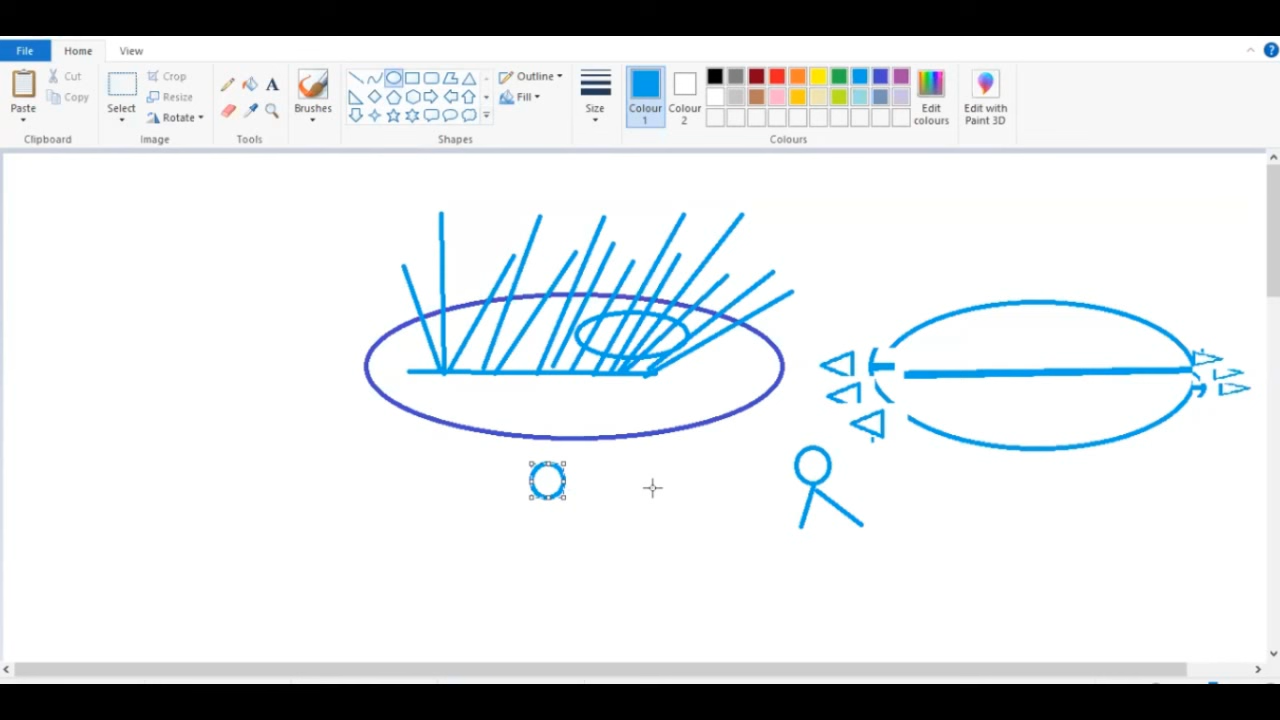 File Home View
Paste
Cut
Copy
Clipboard
Select
Crop
Resize
Rotate
Image
A
Tools
Brushes
Outline
Fill
Shapes
Size
Colour
1
Colour
2
Edit
colours
Colours
Edit with
Paint 3D
?